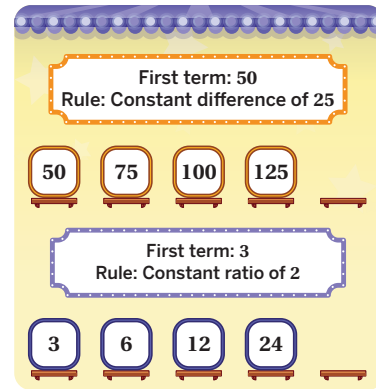 First term: 50
Rule: Constant difference of 25
50 75 100 125
First term: 3
Rule: Constant ratio of 2
3 6 12 24